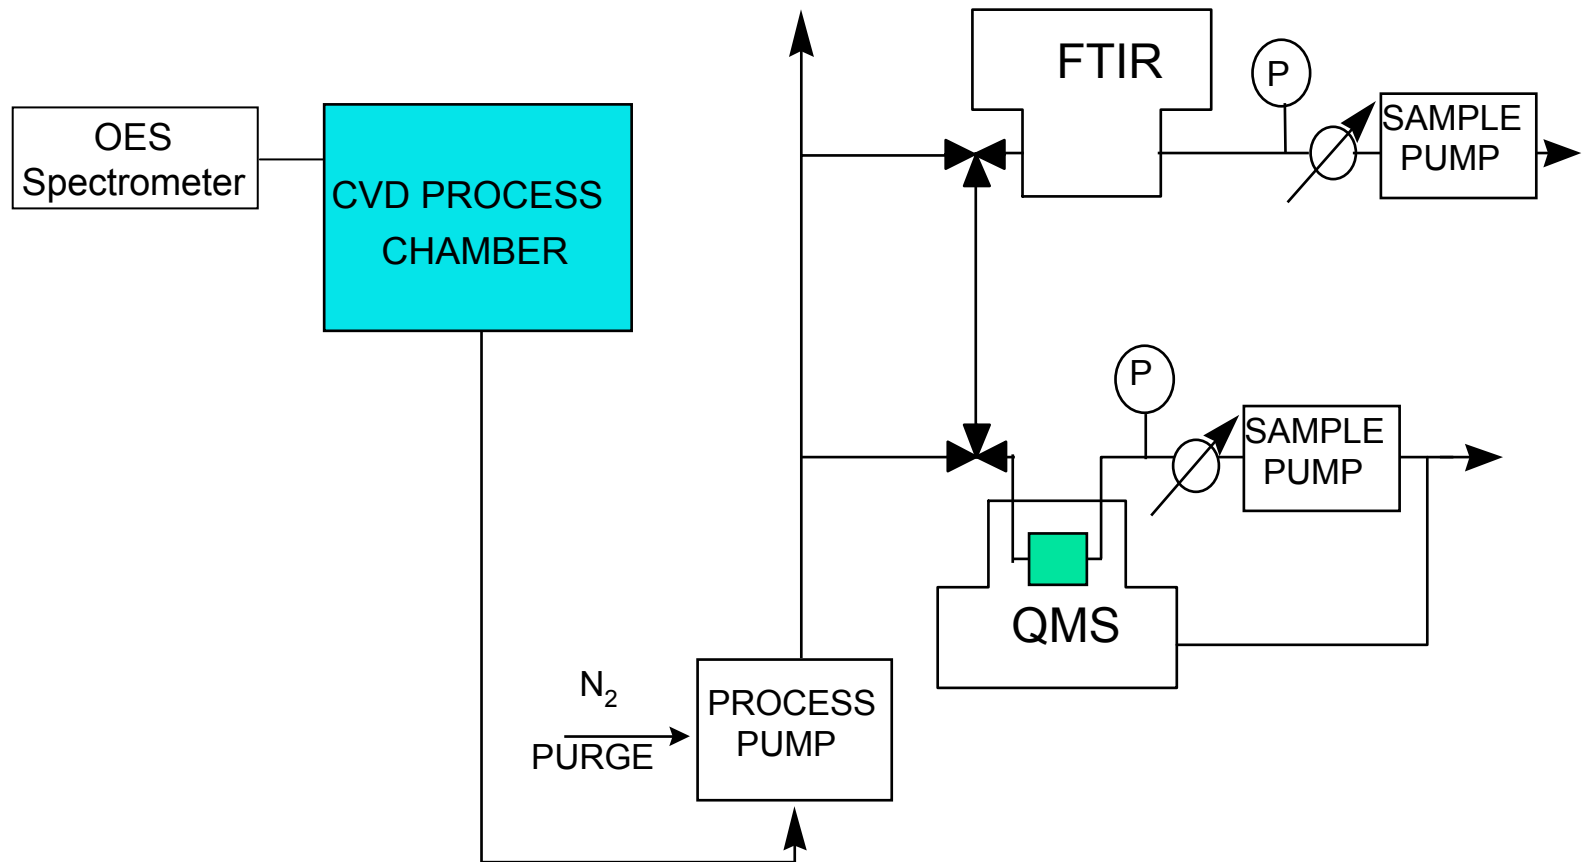 OES
Spectrometer
CVD PROCESS
CHAMBER
FTIR
P
SAMPLE
PUMP
P
SAMPLE
PUMP
QMS
N₂
PURGE
PROCESS
PUMP